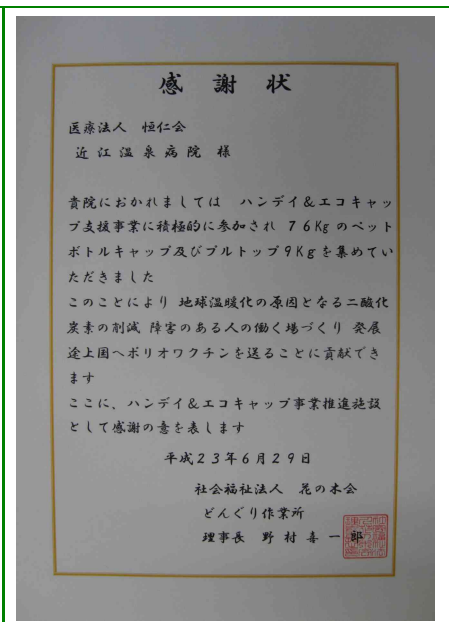 感謝状
医療法人 恒仁会
近江温泉病院 様
貴院におかれましては ハンデイ&エコキャッ
プ支援事業に積極的に参加され 76Kgのペット
ボトルキャップ及びプルトップ9Kgを集めてい
ただきました
このことにより 地球温暖化の原因となる二酸化
炭素の削減 障害のある人の働く場づくり 発展
途上国へポリオワクチンを送ることに貢献でき
ます
ここに、ハンデイ&エコキャップ事業推進施設
として感謝の意を表します
平成23年6月29日
社会福祉法人 花の木会
どんぐり作業所
理事長 野村喜一郎